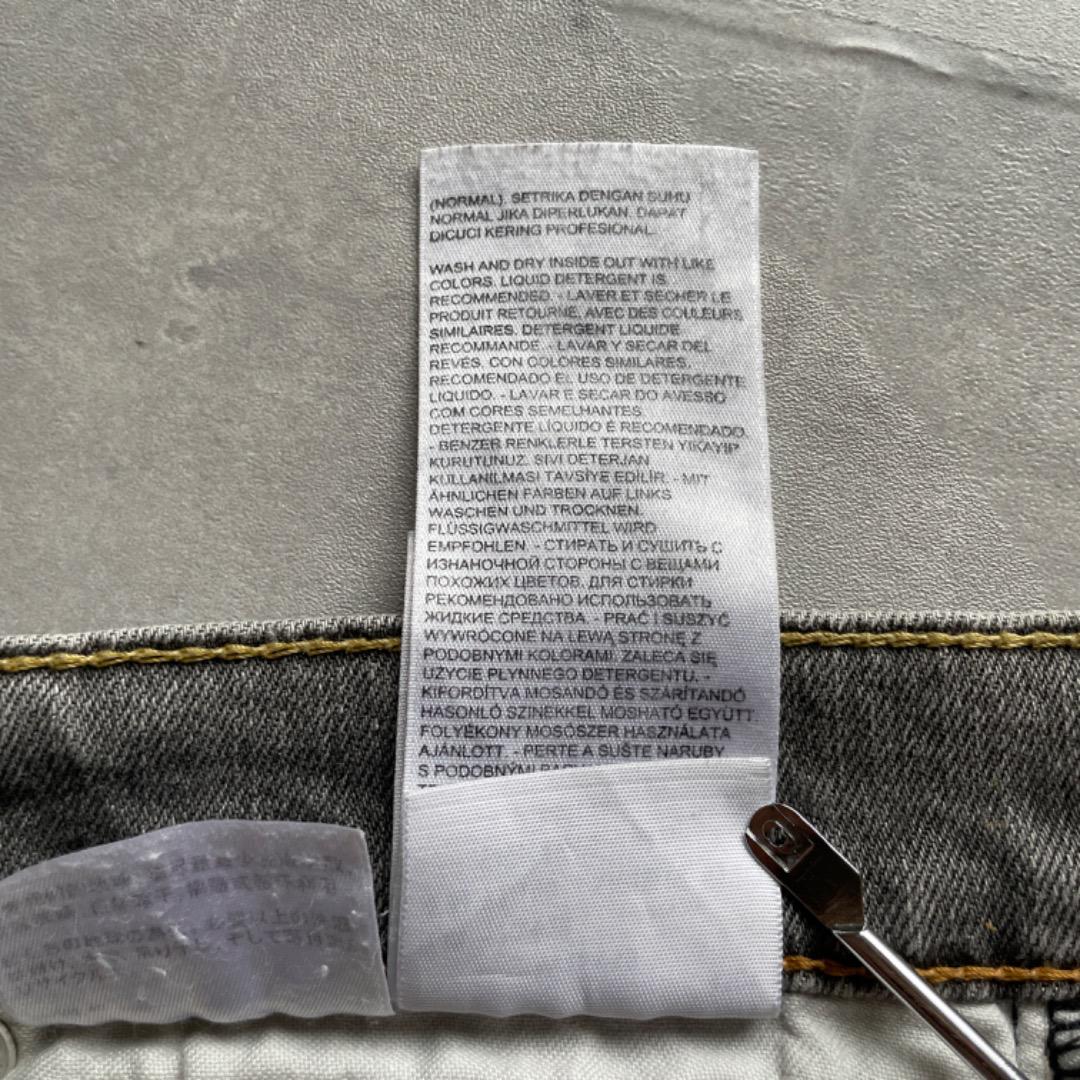 (NORMAL). SETRIKA DENGAN SUHU
NORMAL JIKA DIPERLUKAN. DAPAT
DICUCI KERING PROFESIONAL.
WASH AND DRY INSIDE OUT WITH LIKE
COLORS. LIQUID DETERGENT IS
RECOMMENDED. - LAVER ET SÉCHER LE
PRODUIT RETOURNÉ, AVEC DES COULEURS
SIMILAIRES. DÉTERGENT LIQUIDE
RECOMMANDÉ. - LAVAR Y SECAR DEL
REVÉS, CON COLORES SIMILARES.
RECOMENDADO EL USO DE DETERGENTE
LIQUIDO. - LAVAR E SECAR DO AVESSO
COM CORES SEMELHANTES.
DETERGENTE LÍQUIDO É RECOMENDADO.
- BENZER RENKLERLE TERSTEN YIKAYIP
KURUTUNUZ. SIVI DETERJAN
KULLANILMASI TAVSİYE EDİLİR. - MIT
ÄHNLICHEN FARBEN AUF LINKS
WASCHEN UND TROCKNEN.
FLÜSSIGWASCHMITTEL WIRD
EMPFOHLEN. - СТИРАТЬ И СУШИТЬ С
ИЗНАНОЧНОЙ СТОРОНЫ С ВЕЩАМИ
ПОХОЖИХ ЦВЕТОВ. ДЛЯ СТИРКИ
РЕКОМЕНДОВАНО ИСПОЛЬЗОВАТЬ
ЖИДКИЕ СРЕДСТВА. - PRAĆ I SUSZYĆ
WYWRÓCONE NA LEWĄ STRONĘ Z
PODOBNYMI KOLORAMI. ZALECA SIĘ
UŻYCIE PŁYNNEGO DETERGENTU. -
KIFORDÍTVA MOSANDÓ ÉS SZÁRÍTANDÓ
HASONLÓ SZÍNEKKEL MOSHATÓ EGYÜTT.
FOLYÉKONY MOSÓSZER HASZNÁLATA
AJÁNLOTT. - PERTE A SUŠTE NARUBY
S PODOBNÝMI